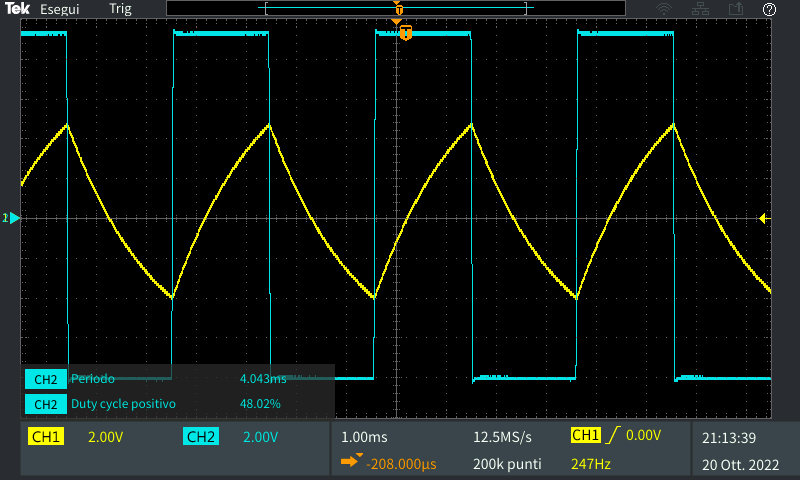 Tek Esegui Trig
T
T
CH2 Periodo 4.043ms
CH2 Duty cycle positivo 48.02%
CH1 2.00V CH2 2.00V 1.00ms 12.5MS/s CH1 0.00V 21:13:39
-208.000µs 200k punti 247Hz 20 Ott. 2022